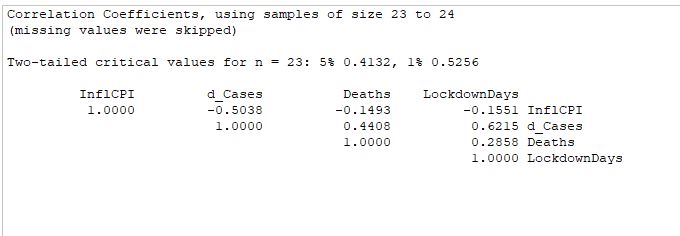 Correlation Coefficients, using samples of size 23 to 24
(missing values were skipped)
Two-tailed critical values for n = 23: 5% 0.4132, 1% 0.5256
InflCPI d_Cases Deaths LockdownDays
1.0000 -0.5038 -0.1493 -0.1551 InflCPI
1.0000 0.4408 0.6215 d_Cases
1.0000 0.2858 Deaths
1.0000 LockdownDays